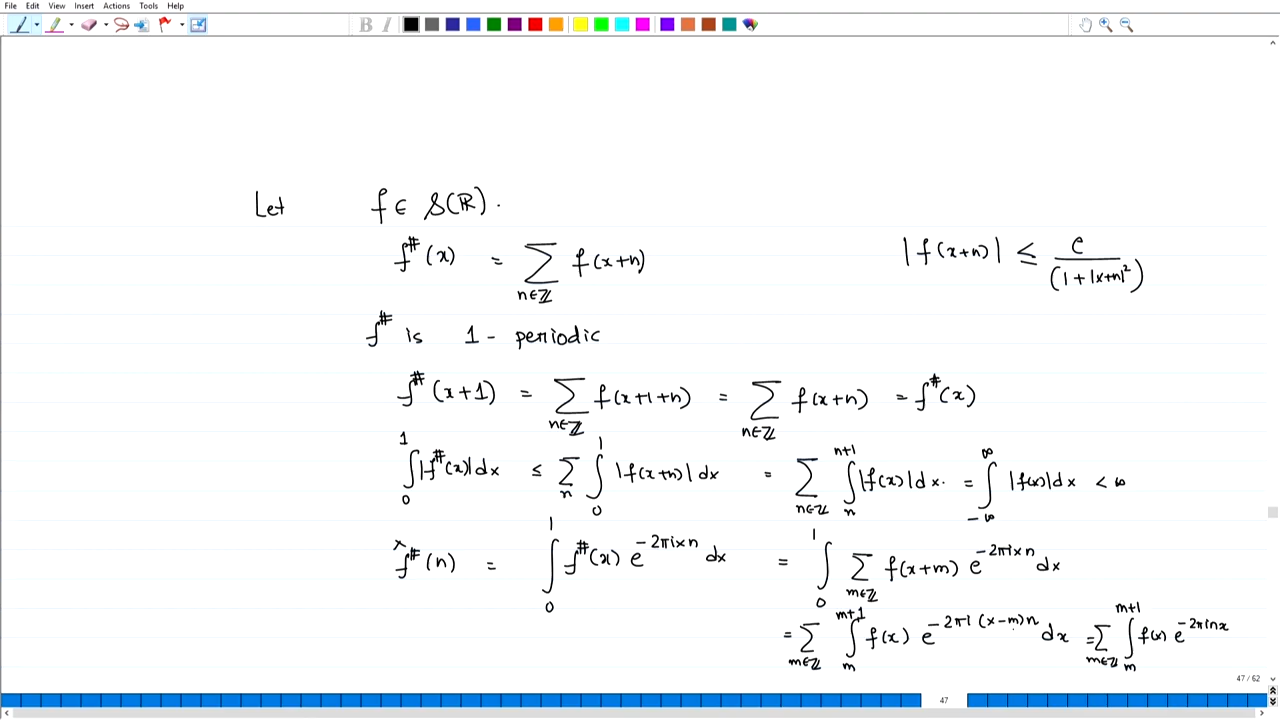 File Edit View Insert Actions Tools Help
B I
Let f ∈ S(ℝ).
f^#(x) = ∑_{n∈ℤ} f(x+n) |f(x+n)| ≤ c/(1+|x+n|²)
f^# is 1 - periodic
f^#(x+1) = ∑_{n∈ℤ} f(x+1+n) = ∑_{n∈ℤ} f(x+n) = f^#(x)
∫_0^1 |f^#(x)|dx ≤ ∑_n ∫_0^1 |f(x+n)| dx = ∑_{n∈ℤ} ∫_n^{n+1} |f(x)|dx. = ∫_{-∞}^{∞} |f(x)|dx < ∞
f̂^#(n) = ∫_0^1 f^#(x) e^{-2πixn} dx = ∫_0^1 ∑_{m∈ℤ} f(x+m) e^{-2πixn} dx
= ∑_{m∈ℤ} ∫_m^{m+1} f(x) e^{-2πi(x-m)n} dx = ∑_{m∈ℤ} ∫_m^{m+1} f(x) e^{-2πinx}
47 / 62
47